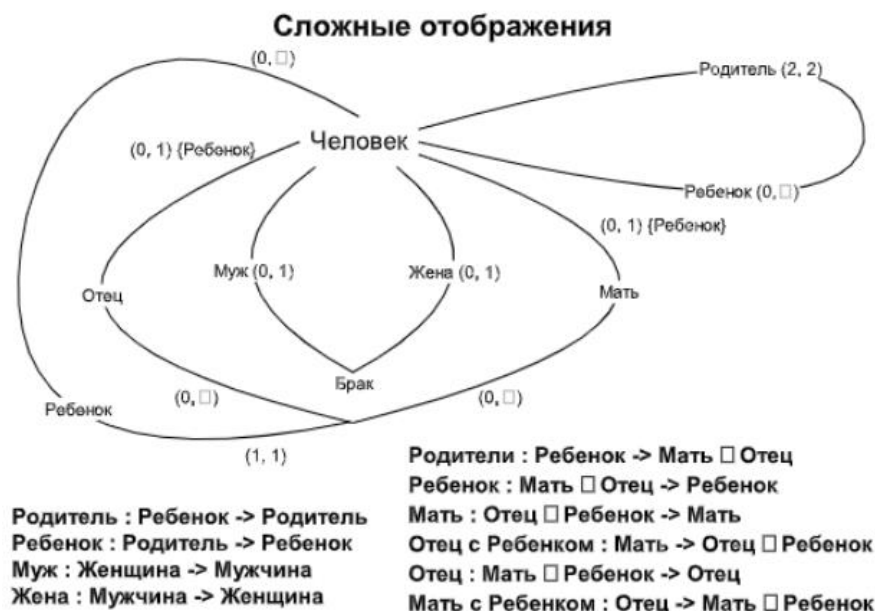 Сложные отображения
(0, □)
Родитель (2, 2)
Человек
(0, 1) {Ребенок}
Ребенок (0, □)
(0, 1) {Ребенок}
Муж (0, 1)
Жена (0, 1)
Отец
Мать
Брак
Ребенок
(0, □)
(0, □)
(1, 1)
Родитель : Ребенок -> Родитель
Ребенок : Родитель -> Ребенок
Муж : Женщина -> Мужчина
Жена : Мужчина -> Женщина
Родители : Ребенок -> Мать □ Отец
Ребенок : Мать □ Отец -> Ребенок
Мать : Отец □ Ребенок -> Мать
Отец с Ребенком : Мать -> Отец □ Ребенок
Отец : Мать □ Ребенок -> Отец
Мать с Ребенком : Отец -> Мать □ Ребенок